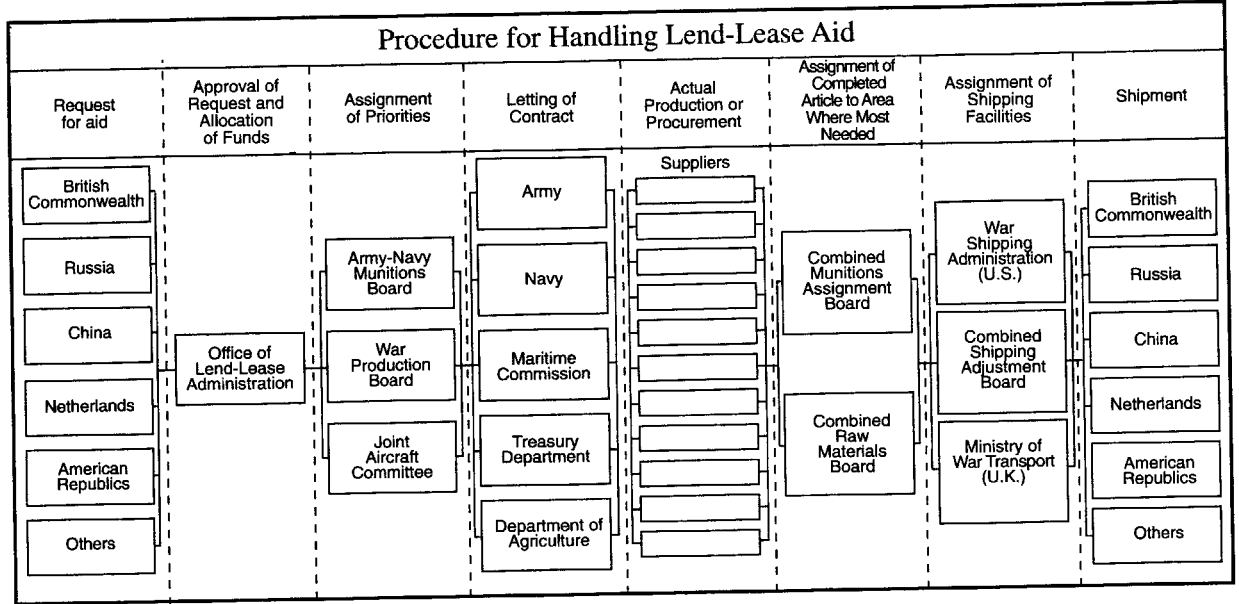 Procedure for Handling Lend-Lease Aid
Request
for aid
Approval of
Request and
Allocation
of Funds
Assignment
of Priorities
Letting of
Contract
Actual
Production or
Procurement
Assignment of
Completed
Article to Area
Where Most
Needed
Assignment of
Shipping
Facilities
Shipment
British
Commonwealth
Russia
China
Netherlands
American
Republics
Others
Office of
Lend-Lease
Administration
Army-Navy
Munitions
Board
War
Production
Board
Joint
Aircraft
Committee
Army
Navy
Maritime
Commission
Treasury
Department
Department of
Agriculture
Suppliers
Combined
Munitions
Assignment
Board
Combined
Raw
Materials
Board
War
Shipping
Administration
(U.S.)
Combined
Shipping
Adjustment
Board
Ministry of
War Transport
(U.K.)
British
Commonwealth
Russia
China
Netherlands
American
Republics
Others